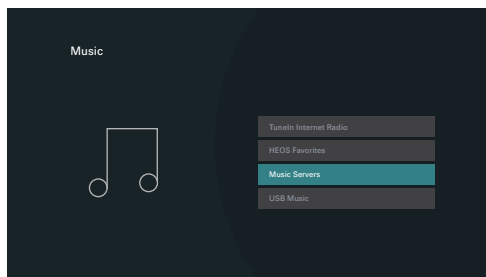 Music
TuneIn Internet Radio
HEOS Favorites
Music Servers
USB Music